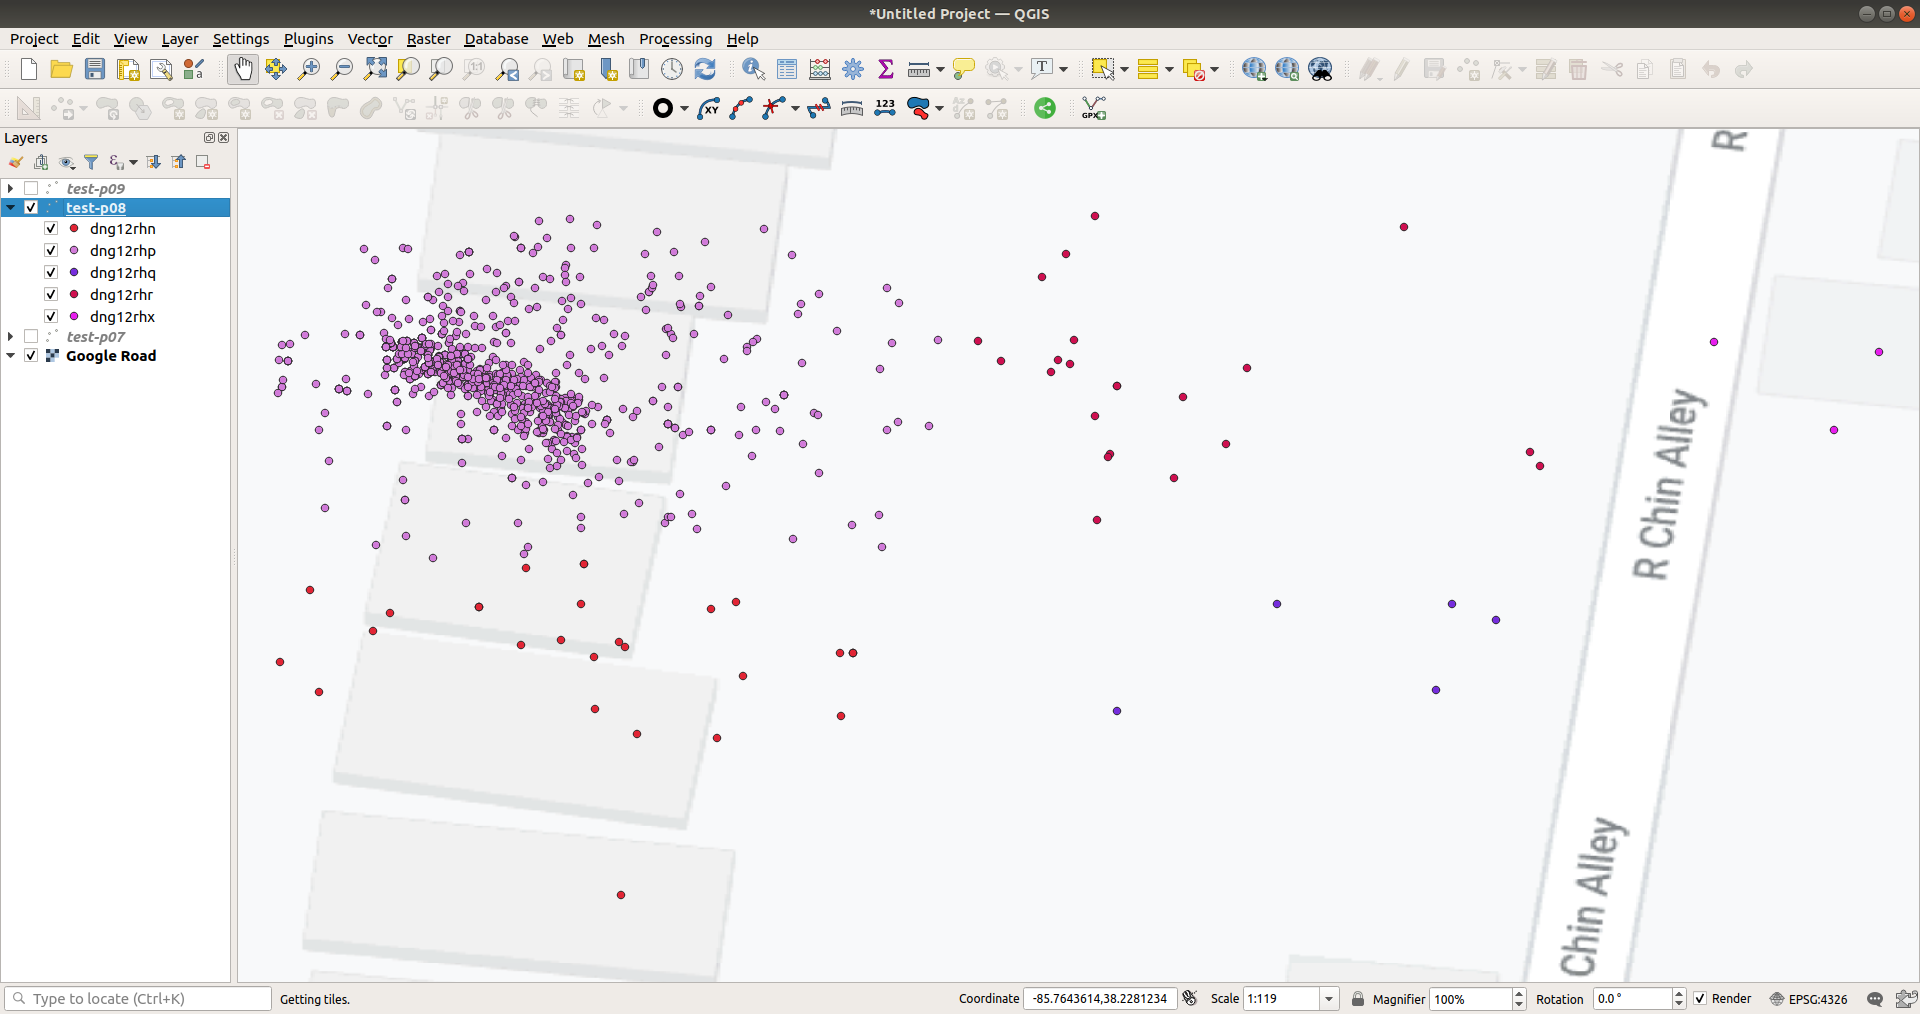 *Untitled Project — QGIS
Project Edit View Layer Settings Plugins Vector Raster Database Web Mesh Processing Help
Layers
test-p09
test-p08
dng12rhn
dng12rhp
dng12rhq
dng12rhr
dng12rhx
test-p07
Google Road
R
R Chin Alley
Chin Alley
Type to locate (Ctrl+K)
Getting tiles.
Coordinate -85.7643614,38.2281234 Scale 1:119 Magnifier 100% Rotation 0.0 ° Render EPSG:4326